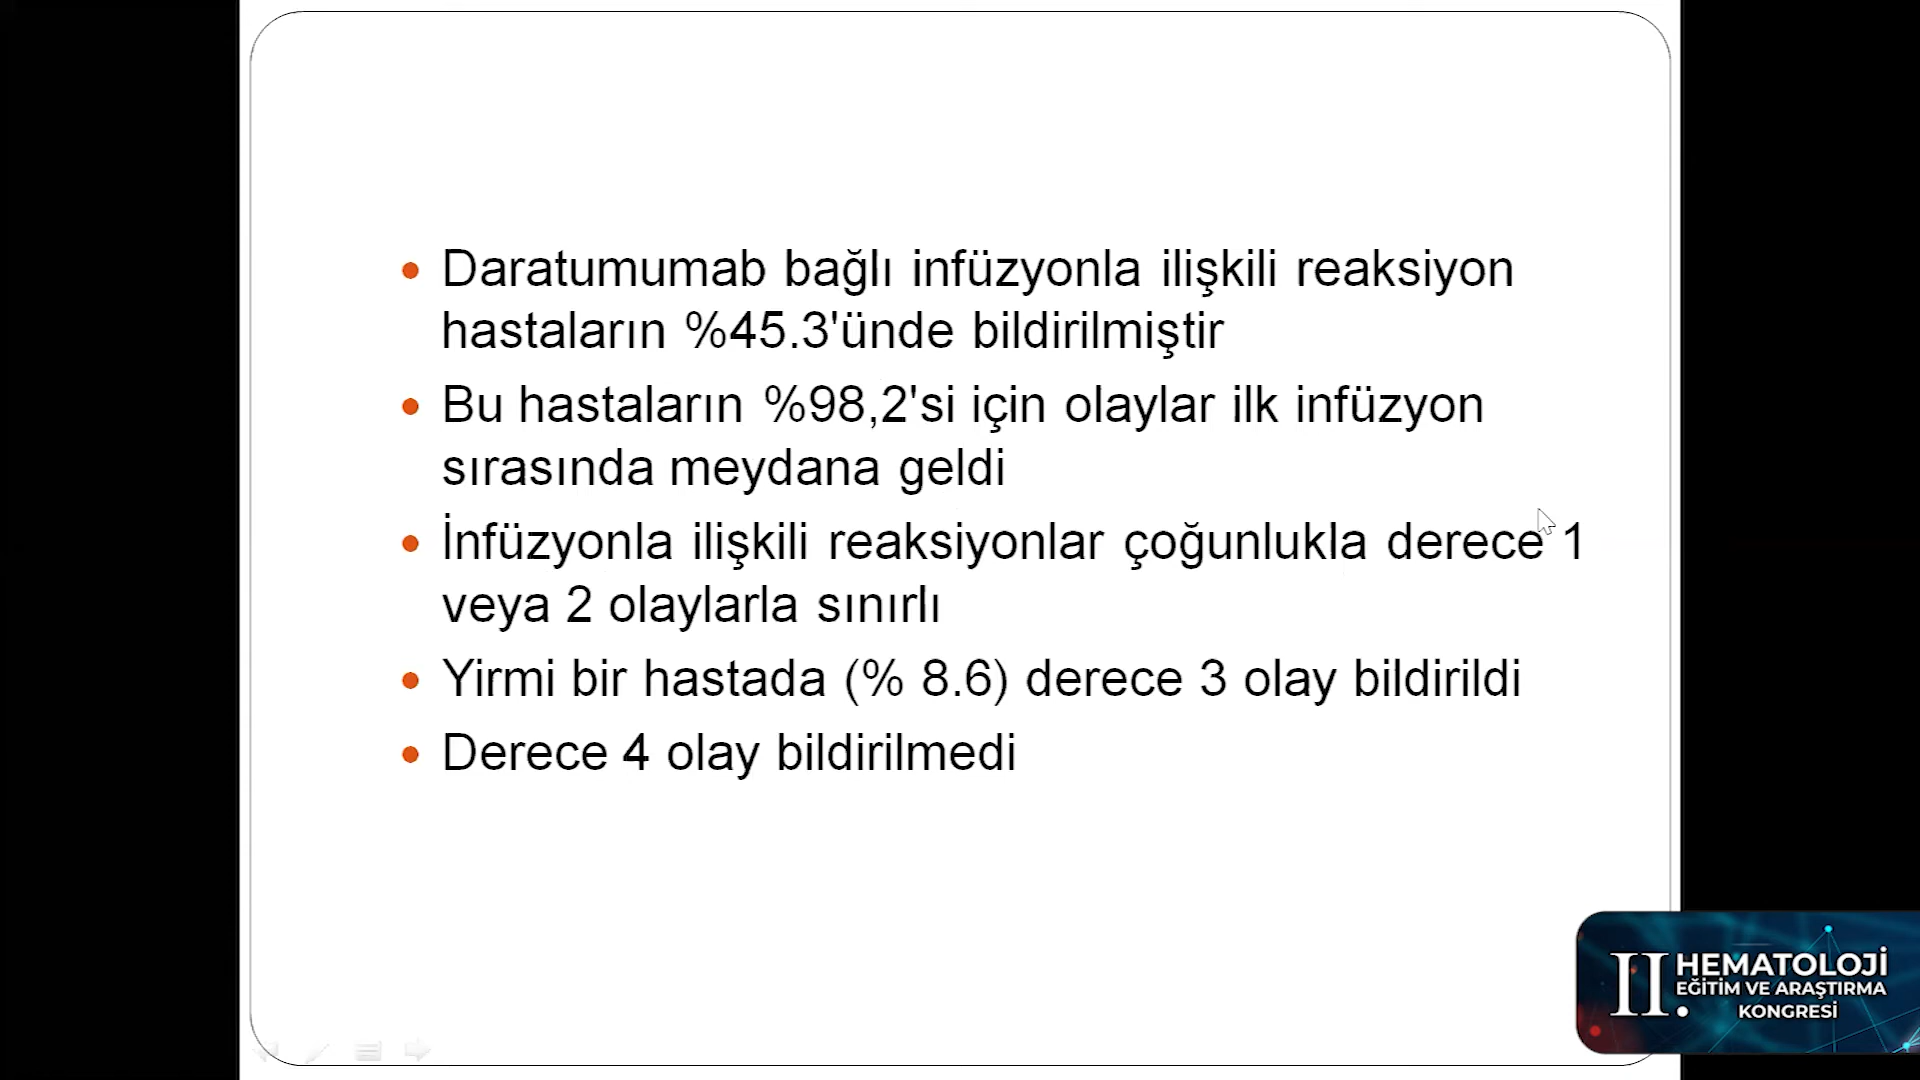 Daratumumab bağlı infüzyonla ilişkili reaksiyon
hastaların %45.3'ünde bildirilmiştir
Bu hastaların %98,2'si için olaylar ilk infüzyon
sırasında meydana geldi
İnfüzyonla ilişkili reaksiyonlar çoğunlukla derece 1
veya 2 olaylarla sınırlı
Yirmi bir hastada (% 8.6) derece 3 olay bildirildi
Derece 4 olay bildirilmedi
II. HEMATOLOJİ
EĞİTİM VE ARAŞTIRMA
KONGRESİ